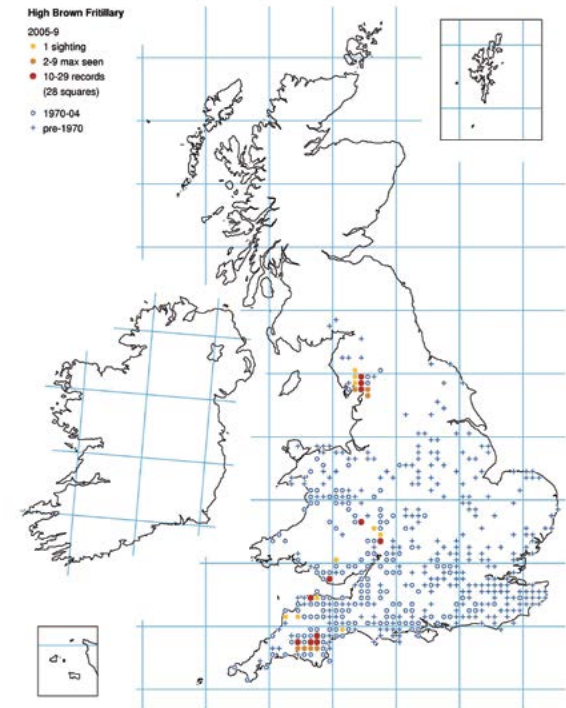 High Brown Fritillary
2005-9
1 sighting
2-9 max seen
10-29 records
(28 squares)
1970-04
pre-1970